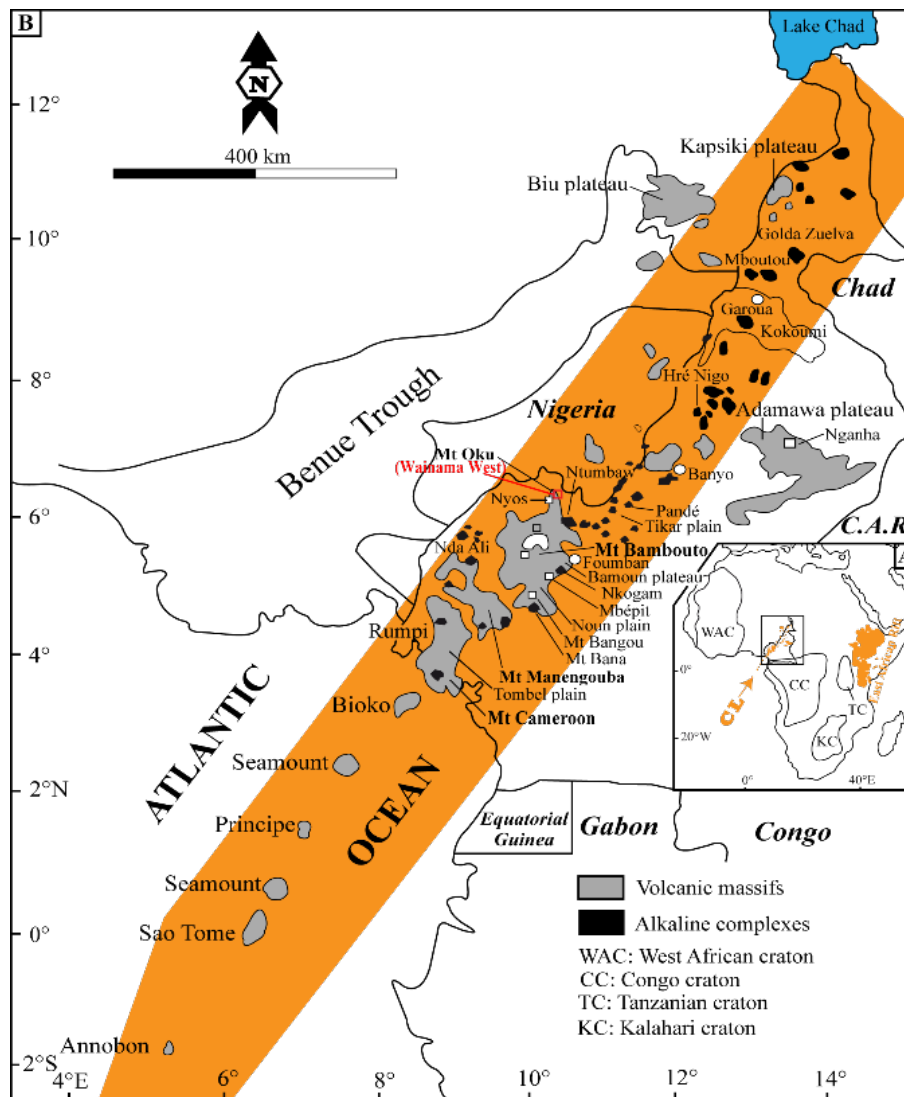 B
Lake Chad
N
12°
400 km
Kapsiki plateau
Biu plateau
10°
Golda Zuelva
Mboutou
Chad
Garoua
Kokoumi
8°
Hré Nigo
Benue Trough
Nigeria
Adamawa plateau
Nganha
Mt Oku
(Wainama West)
Ntumbaw
Banyo
Nyos
Pandé
6°
Tikar plain
C.A.R
Nda Ali
Mt Bambouto
Foumban
Bamoun plateau
Nkogam
Mbépit
Noun plain
Rumpi
Mt Bangou
4°
Mt Bana
Mt Manengouba
Tombel plain
Bioko
Mt Cameroon
A
WAC
East African Rift
0°
CC
TC
CL
KC
20°W
0°
40°E
ATLANTIC
OCEAN
Seamount
2°N
Principe
Equatorial
Guinea
Gabon
Congo
Seamount
Volcanic massifs
Sao Tome
0°
Alkaline complexes
WAC: West African craton
CC: Congo craton
TC: Tanzanian craton
KC: Kalahari craton
Annobon
2°S
4°E
6°
8°
10°
12°
14°